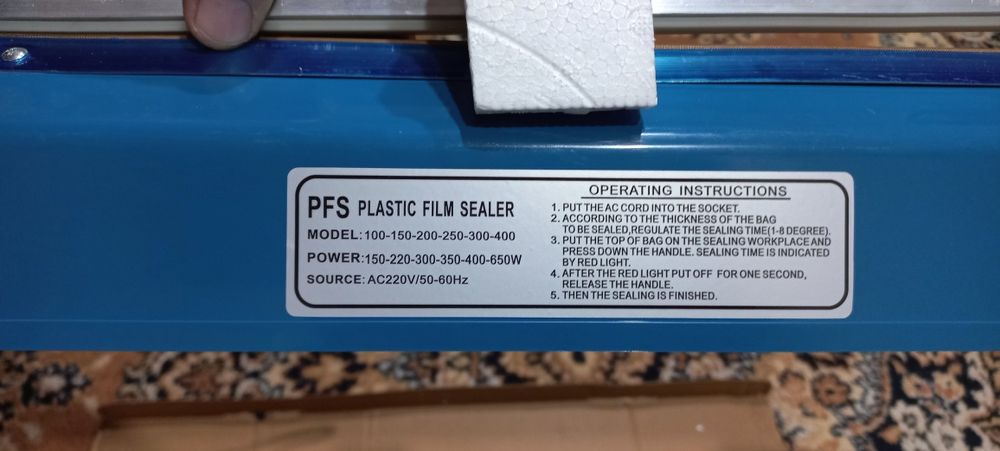 PFS PLASTIC FILM SEALER
MODEL: 100-150-200-250-300-400
POWER: 150-220-300-350-400-650W
SOURCE: AC220V/50-60Hz
OPERATING INSTRUCTIONS
1. PUT THE AC CORD INTO THE SOCKET.
2. ACCORDING TO THE THICKNESS OF THE BAG
TO BE SEALED,REGULATE THE SEALING TIME(1-8 DEGREE).
3. PUT THE TOP OF BAG ON THE SEALING WORKPLACE AND
PRESS DOWN THE HANDLE. SEALING TIME IS INDICATED
BY RED LIGHT.
4. AFTER THE RED LIGHT PUT OFF FOR ONE SECOND,
RELEASE THE HANDLE.
5. THEN THE SEALING IS FINISHED.